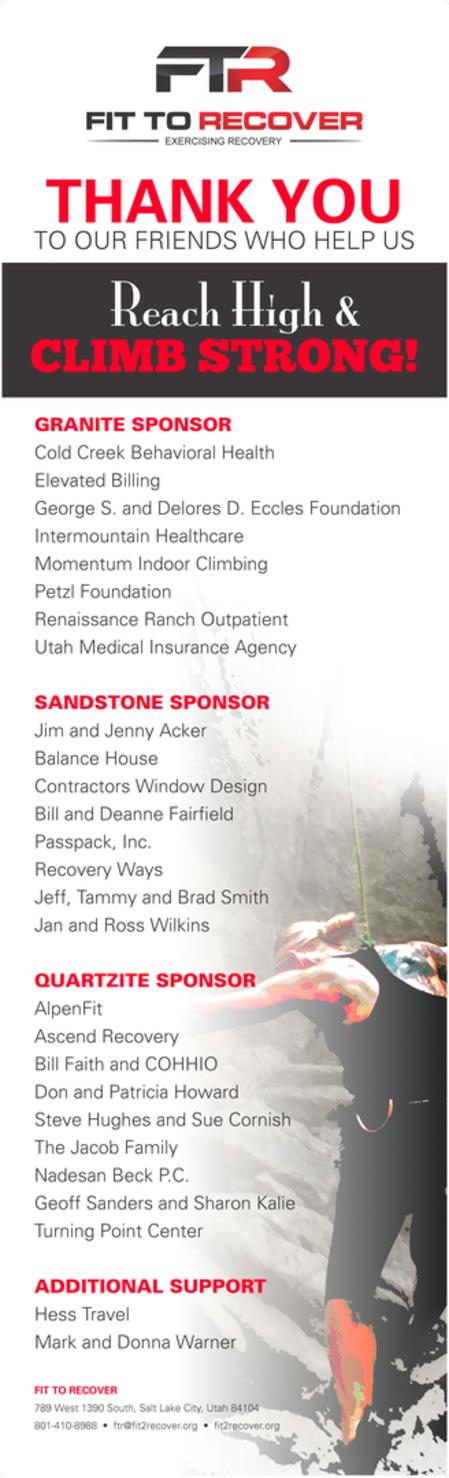 FTR
FIT TO RECOVER
EXERCISING RECOVERY
THANK YOU
TO OUR FRIENDS WHO HELP US
Reach High &
CLIMB STRONG!
GRANITE SPONSOR
Cold Creek Behavioral Health
Elevated Billing
George S. and Delores D. Eccles Foundation
Intermountain Healthcare
Momentum Indoor Climbing
Petzl Foundation
Renaissance Ranch Outpatient
Utah Medical Insurance Agency
SANDSTONE SPONSOR
Jim and Jenny Acker
Balance House
Contractors Window Design
Bill and Deanne Fairfield
Passpack, Inc.
Recovery Ways
Jeff, Tammy and Brad Smith
Jan and Ross Wilkins
QUARTZITE SPONSOR
AlpenFit
Ascend Recovery
Bill Faith and COHHIO
Don and Patricia Howard
Steve Hughes and Sue Cornish
The Jacob Family
Nadesan Beck P.C.
Geoff Sanders and Sharon Kalie
Turning Point Center
ADDITIONAL SUPPORT
Hess Travel
Mark and Donna Warner
FIT TO RECOVER
789 West 1390 South, Salt Lake City, Utah 84104
801-410-8988 • ftr@fit2recover.org • fit2recover.org